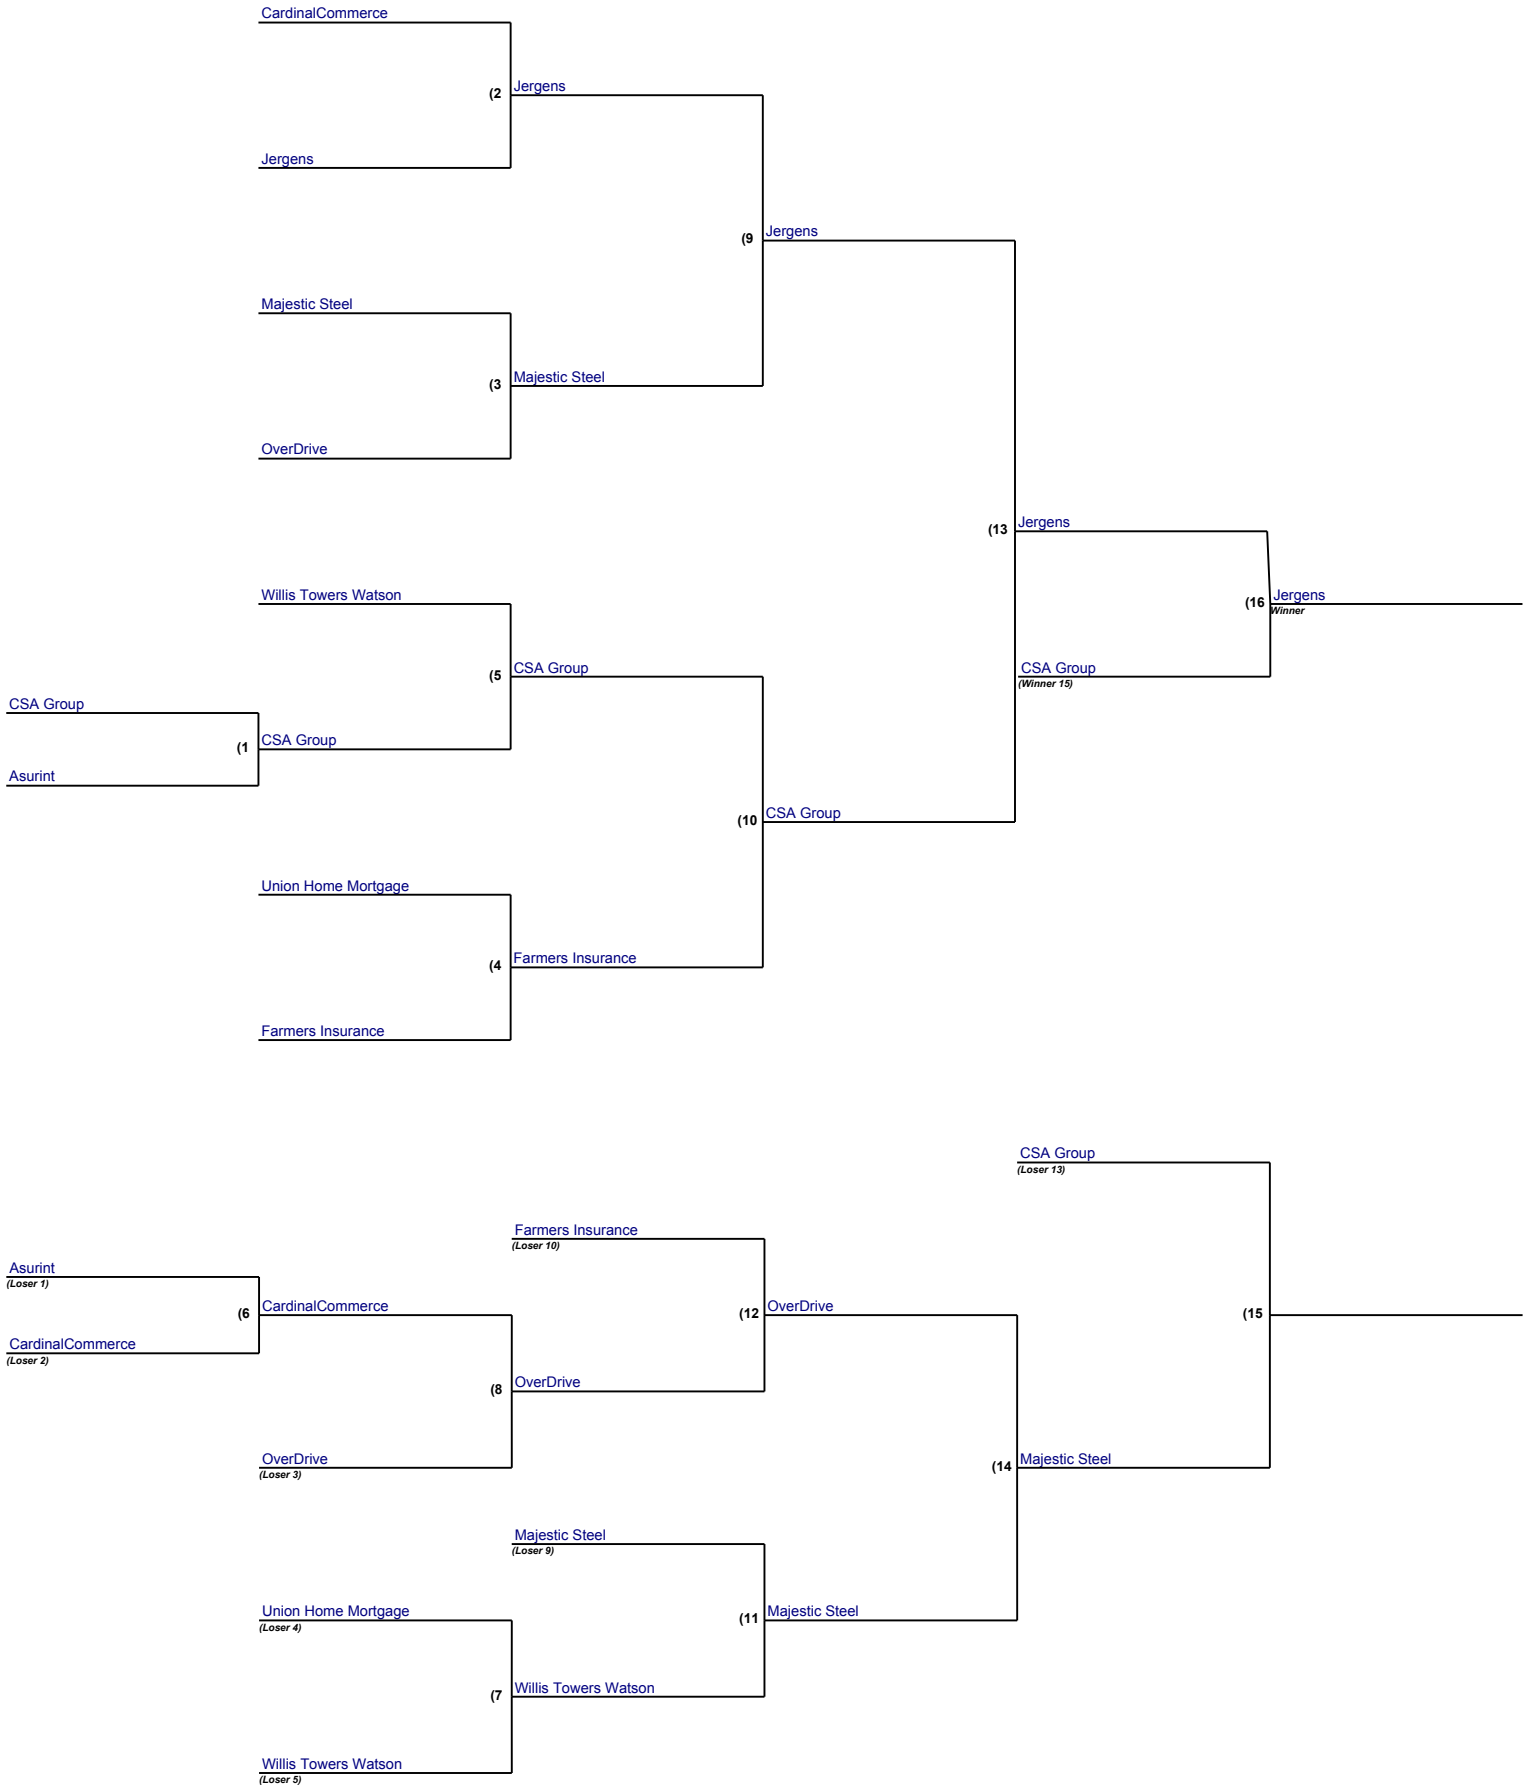 CardinalCommerce
(2 Jergens
Jergens
(9 Jergens
Majestic Steel
(3 Majestic Steel
OverDrive
(13 Jergens
Willis Towers Watson
(16 Jergens
Winner
(5 CSA Group
CSA Group
(Winner 15)
CSA Group
(1 CSA Group
Asurint
(10 CSA Group
Union Home Mortgage
(4 Farmers Insurance
Farmers Insurance
CSA Group
(Loser 13)
Farmers Insurance
(Loser 10)
Asurint
(Loser 1)
(6 CardinalCommerce
(12 OverDrive
(15
CardinalCommerce
(Loser 2)
(8 OverDrive
OverDrive
(Loser 3)
(14 Majestic Steel
Majestic Steel
(Loser 9)
Union Home Mortgage
(Loser 4)
(11 Majestic Steel
(7 Willis Towers Watson
Willis Towers Watson
(Loser 5)